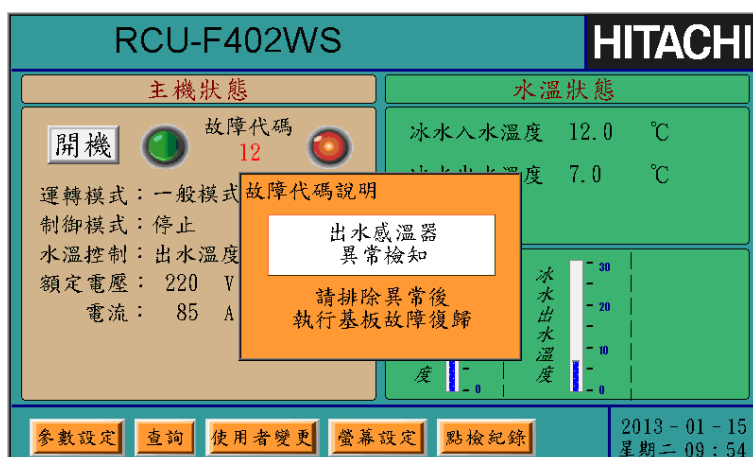 RCU-F402WS
HITACHI
主機狀態
水溫狀態
開機
故障代碼
12
冰水入水溫度 12.0 ℃
度 7.0 ℃
運轉模式：一般模式
制御模式：停止
水溫控制：出水溫度
額定電壓： 220 V
電流： 85 A
故障代碼說明
出水感溫器
異常檢知
請排除異常後
執行基板故障復歸
度
0
冰水出水溫度
30
20
10
0
參數設定
查詢
使用者變更
螢幕設定
點檢紀錄
2013-01-15
星期二 09:54